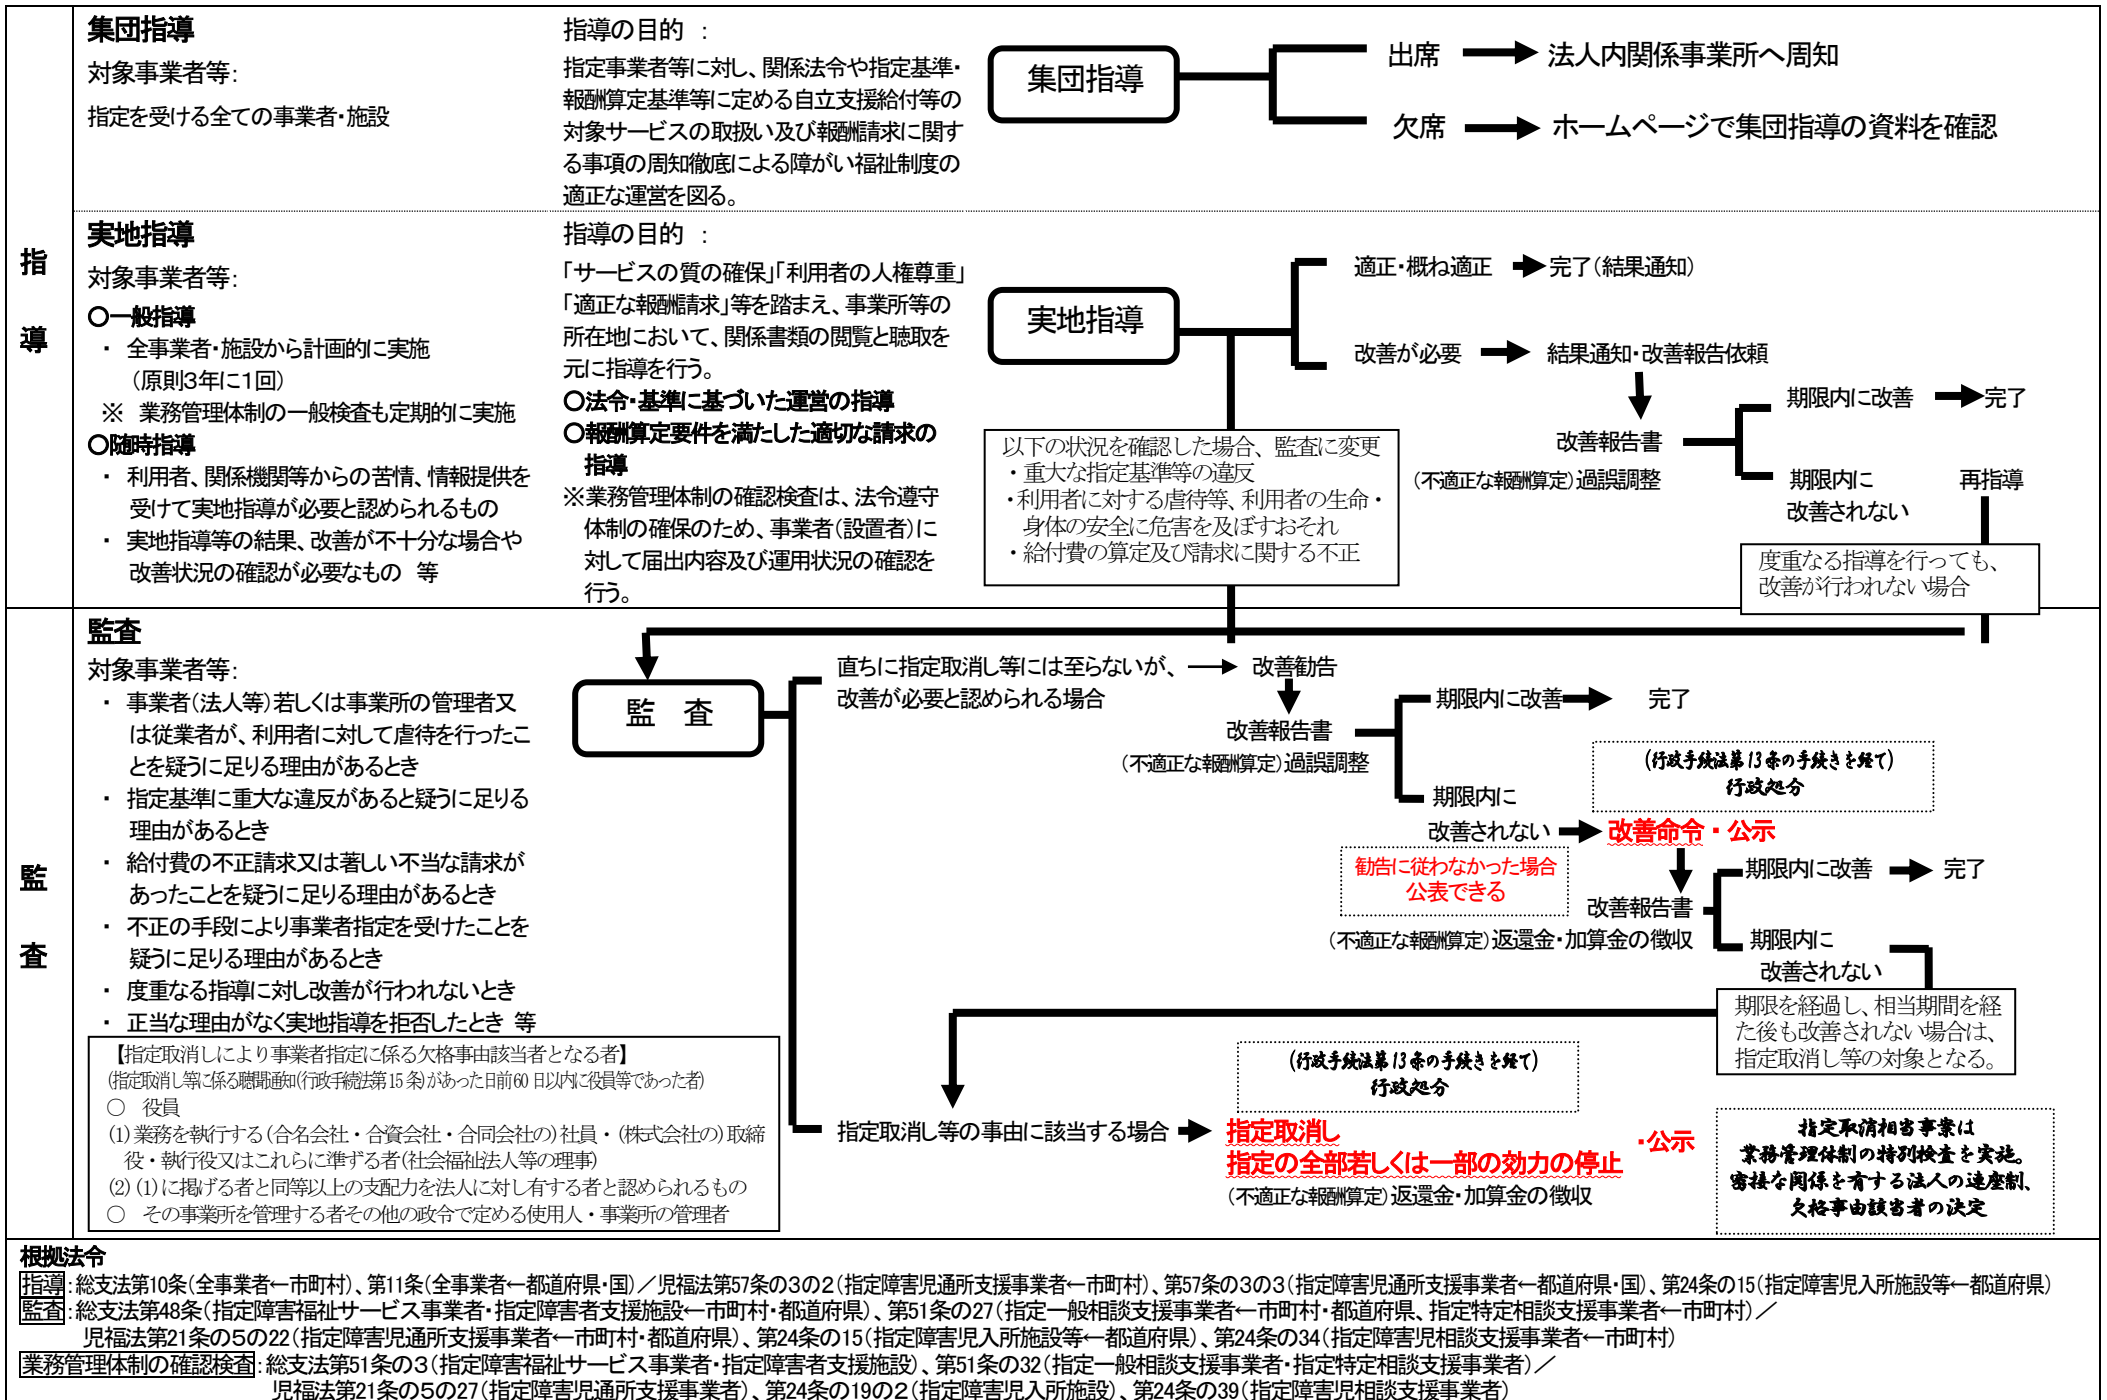 指　導
集団指導
対象事業者等：
指定を受ける全ての事業者・施設
指導の目的　：
指定事業者等に対し、関係法令や指定基準・
報酬算定基準等に定める自立支援給付等の
対象サービスの取扱い及び報酬請求に関す
る事項の周知徹底による障がい福祉制度の
適正な運営を図る。
集団指導
出席
法人内関係事業所へ周知
欠席
ホームページで集団指導の資料を確認
実地指導
対象事業者等：
○一般指導
・　全事業者・施設から計画的に実施
（原則３年に１回）
※　業務管理体制の一般検査も定期的に実施
○随時指導
・　利用者、関係機関等からの苦情、情報提供を
受けて実地指導が必要と認められるもの
・　実地指導等の結果、改善が不十分な場合や
改善状況の確認が必要なもの　等
指導の目的　：
「サービスの質の確保」「利用者の人権尊重」
「適正な報酬請求」等を踏まえ、事業所等の
所在地において、関係書類の閲覧と聴取を
元に指導を行う。
○法令・基準に基づいた運営の指導
○報酬算定要件を満たした適切な請求の
指導
※業務管理体制の確認検査は、法令遵守
体制の確保のため、事業者（設置者）に
対して届出内容及び運用状況の確認を
行う。
実地指導
適正・概ね適正
完了（結果通知）
改善が必要
結果通知・改善報告依頼
改善報告書
（不適正な報酬算定）過誤調整
期限内に改善
完了
期限内に
改善されない
再指導
以下の状況を確認した場合、監査に変更
・重大な指定基準等の違反
・利用者に対する虐待等、利用者の生命・
身体の安全に危害を及ぼすおそれ
・給付費の算定及び請求に関する不正
度重なる指導を行っても、
改善が行われない場合
監　査
監査
対象事業者等：
・　事業者（法人等）若しくは事業所の管理者又
は従業者が、利用者に対して虐待を行ったこ
とを疑うに足りる理由があるとき
・　指定基準に重大な違反があると疑うに足りる
理由があるとき
・　給付費の不正請求又は著しい不当な請求が
あったことを疑うに足りる理由があるとき
・　不正の手段により事業者指定を受けたことを
疑うに足りる理由があるとき
・　度重なる指導に対し改善が行われないとき
・　正当な理由がなく実地指導を拒否したとき　等
【指定取消しにより事業者指定に係る欠格事由該当者となる者】
(指定取消し等に係る聴聞通知(行政手続法第15条)があった日前60日以内に役員等であった者)
○　役員
(1)業務を執行する(合名会社・合資会社・合同会社の)社員・(株式会社の)取締
役・執行役又はこれらに準ずる者(社会福祉法人等の理事)
(2)(1)に掲げる者と同等以上の支配力を法人に対し有する者と認められるもの
○　その事業所を管理する者その他の政令で定める使用人・事業所の管理者
監　査
直ちに指定取消し等には至らないが、
改善が必要と認められる場合
改善勧告
改善報告書
（不適正な報酬算定）過誤調整
期限内に改善
完了
期限内に
改善されない
（行政手続法第13条の手続きを経て）
行政処分
改善命令・公示
勧告に従わなかった場合
公表できる
改善報告書
（不適正な報酬算定）返還金・加算金の徴収
期限内に改善
完了
期限内に
改善されない
期限を経過し、相当期間を経
た後も改善されない場合は、
指定取消し等の対象となる。
（行政手続法第13条の手続きを経て）
行政処分
指定取消し等の事由に該当する場合
指定取消し
指定の全部若しくは一部の効力の停止
・公示
（不適正な報酬算定）返還金・加算金の徴収
指定取消相当事業は
業務管理体制の特別検査を実施。
密接な関係を有する法人の連座制、
欠格事由該当者の決定
根拠法令
指導：総支法第10条（全事業者←市町村）、第11条（全事業者←都道府県・国）／児福法第57条の３の２（指定障害児通所支援事業者←市町村）、第57条の３の３（指定障害児通所支援事業者←都道府県・国）、第24条の15（指定障害児入所施設等←都道府県）
監査：総支法第48条（指定障害福祉サービス事業者・指定障害者支援施設←市町村・都道府県）、第51条の27（指定一般相談支援事業者←市町村・都道府県、指定特定相談支援事業者←市町村）／
児福法第21条の５の22（指定障害児通所支援事業者←市町村・都道府県）、第24条の15（指定障害児入所施設等←都道府県）、第24条の34（指定障害児相談支援事業者←市町村）
業務管理体制の確認検査：総支法第51条の３（指定障害福祉サービス事業者・指定障害者支援施設）、第51条の32（指定一般相談支援事業者・指定特定相談支援事業者）／
児福法第21条の５の27（指定障害児通所支援事業者）、第24条の19の２（指定障害児入所施設）、第24条の39（指定障害児相談支援事業者）